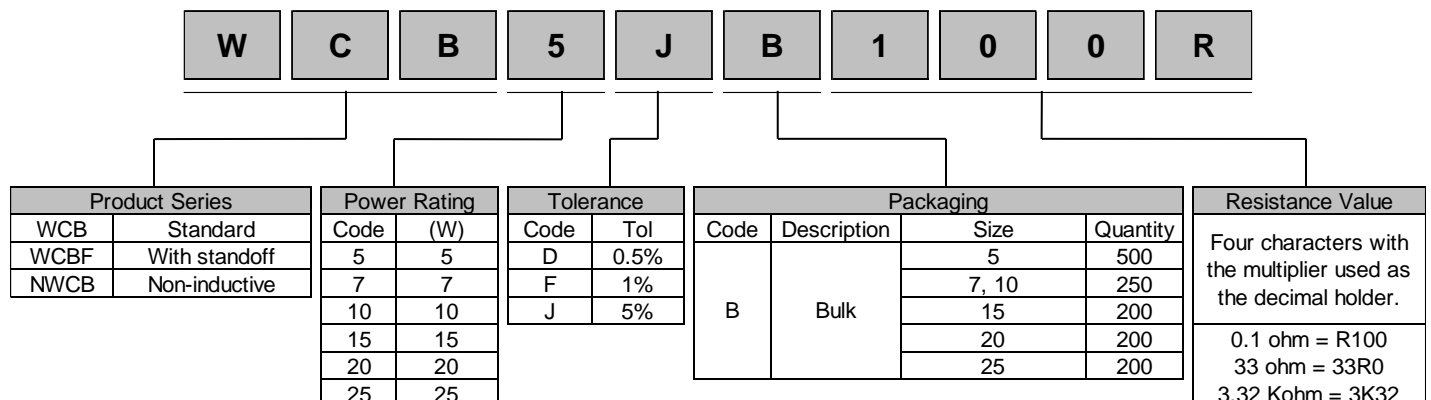 W C B 5 J B 1 0 0 R
Product Series
WCB Standard
WCBF With standoff
NWCB Non-inductive
Power Rating
Code (W)
5 5
7 7
10 10
15 15
20 20
25 25
Tolerance
Code Tol
D 0.5%
F 1%
J 5%
Packaging
Code Description Size Quantity
B Bulk
5 500
7, 10 250
15 200
20 200
25 200
Resistance Value
Four characters with
the multiplier used as
the decimal holder.
0.1 ohm = R100
33 ohm = 33R0
3.32 Kohm = 3K32